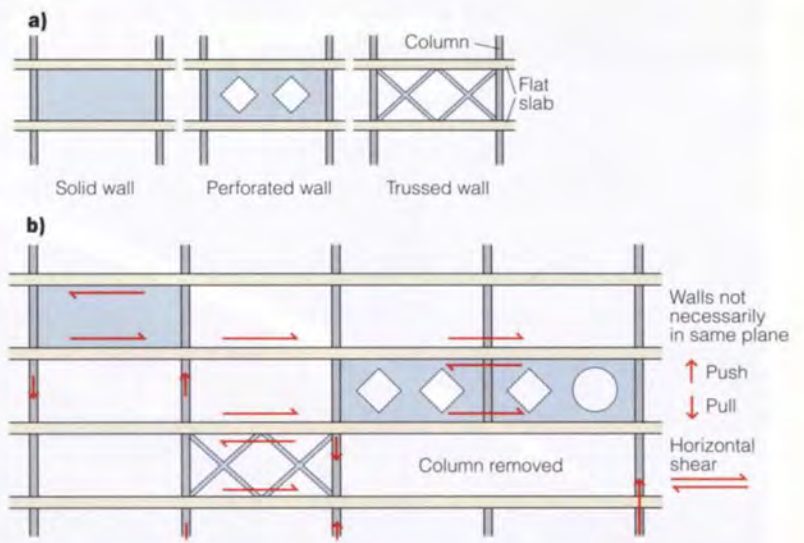 a)
Column
Flat
slab
Solid wall
Perforated wall
Trussed wall
b)
Walls not
necessarily
in same plane
Push
Pull
Column removed
Horizontal
shear